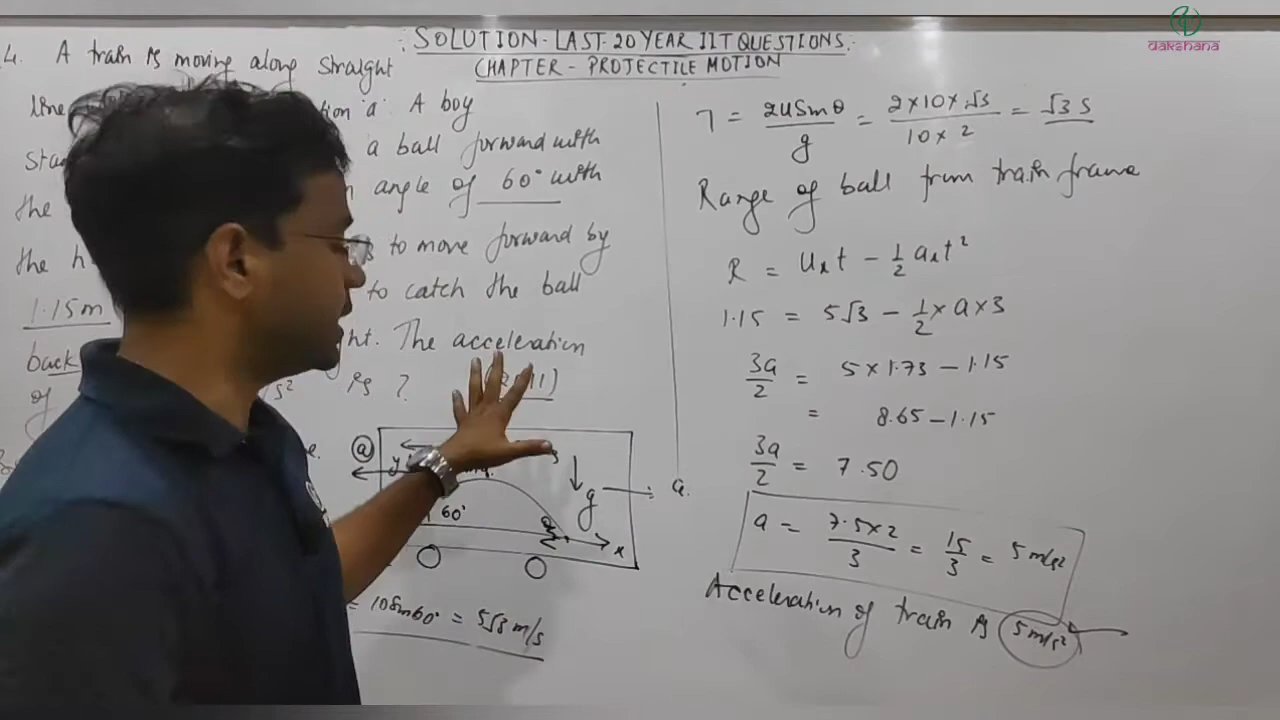 dakshana
SOLUTION - LAST 20 YEAR IIT QUESTIONS.
CHAPTER - PROJECTILE MOTION
4. A train is moving along straight
line tion 'a'. A boy
a ball forward with
the angle of 60° with
the h to move forward by
1.15m to catch the ball
back ht. The acceleration
of is ?
a y 60° g a x
= 10 sin 60° = 5√3 m/s
T = 2u sin θ / g = 2 × 10 × √3 / 10 × 2 = √3 s
Range of ball from train frame
R = uₓt - 1/2 aₓt²
1.15 = 5√3 - 1/2 × a × 3
3a/2 = 5 × 1.73 - 1.15
= 8.65 - 1.15
3a/2 = 7.50
a = 7.5 × 2 / 3 = 15/3 = 5 m/s²
Acceleration of train is 5 m/s²